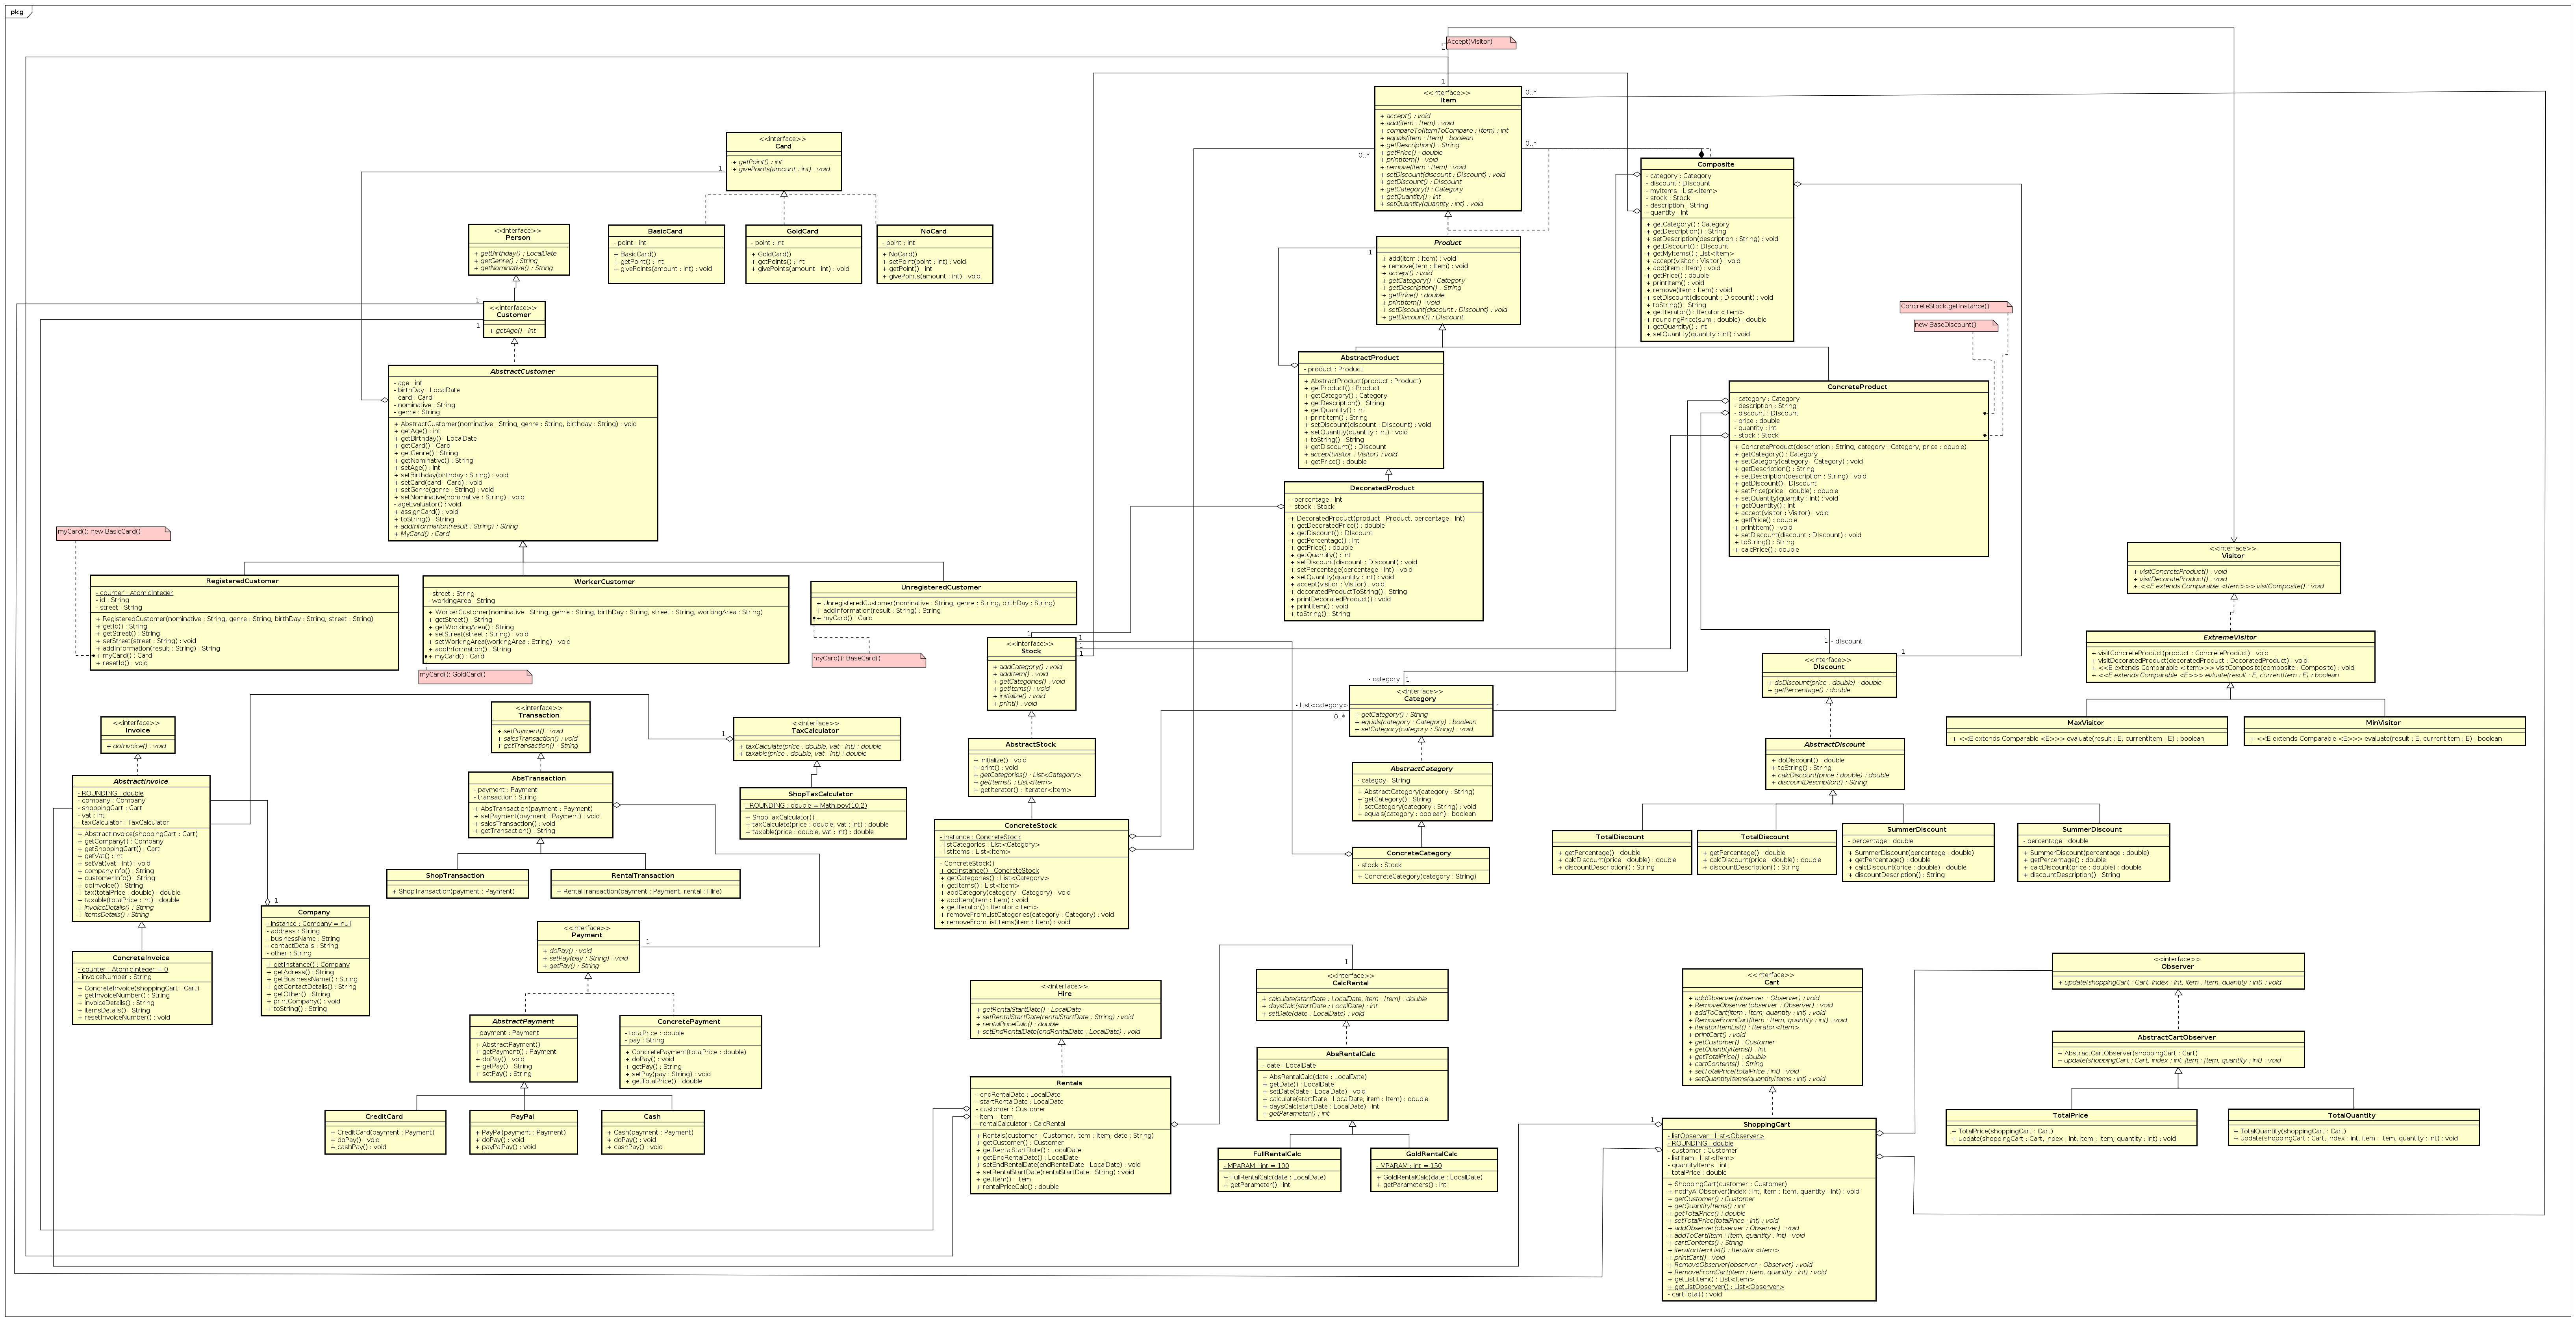 pkg
Accept(Visitor)
1
<<interface>>
Item
+ accept() : void
+ add(item : Item) : void
+ compareTo(itemToCompare : Item) : int
+ equals(item : Item) : boolean
+ getDescription() : String
+ getPrice() : double
+ printItem() : void
+ remove(item : Item) : void
+ setDiscount(discount : DIscount) : void
+ getDiscount() : DIscount
+ getCategory() : Category
+ getQuantity() : int
+ setQuantity(quantity : int) : void
0..*
0..*
0..*
<<interface>>
Card
+ getPoint() : int
+ givePoints(amount : int) : void
1
BasicCard
- point : int
+ BasicCard()
+ getPoint() : int
+ givePoints(amount : int) : void
GoldCard
- point : int
+ GoldCard()
+ getPoints() : int
+ givePoints(amount : int) : void
NoCard
- point : int
+ NoCard()
+ setPoint(point : int) : void
+ getPoint() : int
+ givePoints(amount : int) : void
<<interface>>
Person
+ getBirthday() : LocalDate
+ getGenre() : String
+ getNominative() : String
1
1
<<interface>>
Customer
+ getAge() : int
Composite
- category : Category
- discount : DIscount
- myItems : List<Item>
- stock : Stock
- description : String
- quantity : int
+ getCategory() : Category
+ getDescription() : String
+ setDescription(description : String) : void
+ getDiscount() : DIscount
+ getMyItems() : List<Item>
+ accept(visitor : Visitor) : void
+ add(item : Item) : void
+ getPrice() : double
+ printItem() : void
+ remove(item : Item) : void
+ setDiscount(discount : DIscount) : void
+ toString() : String
+ getIterator() : Iterator<Item>
+ roundingPrice(sum : double) : double
+ getQuantity() : int
+ setQuantity(quantity : int) : void
Product
+ add(item : Item) : void
+ remove(item : Item) : void
+ accept() : void
+ getCategory() : Category
+ getDescription() : String
+ getPrice() : double
+ printItem() : void
+ setDiscount(discount : DIscount) : void
+ getDiscount() : DIscount
1
ConcreteStock.getInstance()
new BaseDIscount()
AbstractCustomer
- age : int
- birthDay : LocalDate
- card : Card
- nominative : String
- genre : String
+ AbstractCustomer(nominative : String, genre : String, birthday : String) : void
+ getAge() : int
+ getBirthday() : LocalDate
+ getCard() : Card
+ getGenre() : String
+ getNominative() : String
+ setAge() : int
+ setBirthday(birthday : String) : void
+ setCard(card : Card) : void
+ setGenre(genre : String) : void
+ setNominative(nominative : String) : void
- ageEvaluator() : void
+ assignCard() : void
+ toString() : String
+ addInformarion(result : String) : String
+ MyCard() : Card
AbstractProduct
- product : Product
+ AbstractProduct(product : Product)
+ getProduct() : Product
+ getCategory() : Category
+ getDescription() : String
+ getQuantity() : int
+ printItem() : String
+ setDiscount(discount : DIscount) : void
+ setQuantity(quantity : int) : void
+ toString() : String
+ getDiscount() : DIscount
+ accept(visitor : Visitor) : void
+ getPrice() : double
ConcreteProduct
- category : Category
- description : String
- discount : DIscount
- price : double
- quantity : int
- stock : Stock
+ ConcreteProduct(description : String, category : Category, price : double)
+ getCategory() : Category
+ setCategory(category : Category) : void
+ getDescription() : String
+ setDescription(description : String) : void
+ getDiscount() : DIscount
+ setPrice(price : double) : double
+ setQuantity(quantity : int) : void
+ getQuantity() : int
+ accept(visitor : Visitor) : void
+ getPrice() : double
+ printItem() : void
+ setDiscount(discount : DIscount) : void
+ toString() : String
+ calcPrice() : double
DecoratedProduct
- percentage : int
- stock : Stock
+ DecoratedProduct(product : Product, percentage : int)
+ getDecoratedPrice() : double
+ getDiscount() : DIscount
+ getPercentage() : int
+ getPrice() : double
+ getQuantity() : int
+ setDiscount(discount : DIscount) : void
+ setPercentage(percentage : int) : void
+ setQuantity(quantity : int) : void
+ accept(visitor : Visitor) : void
+ decoratedProductToString() : String
+ printDecoratedProduct() : void
+ printItem() : void
+ toString() : String
myCard(): new BasicCard()
RegisteredCustomer
- counter : AtomicInteger
- id : String
- street : String
+ RegisteredCustomer(nominative : String, genre : String, birthDay : String, street : String)
+ getId() : String
+ getStreet() : String
+ setStreet(street : String) : void
+ addInformation(result : String) : String
+ myCard() : Card
+ resetId() : void
WorkerCustomer
- street : String
- workingArea : String
+ WorkerCustomer(nominative : String, genre : String, birthDay : String, street : String, workingArea : String)
+ getStreet() : String
+ getWorkingArea() : String
+ setStreet(street : String) : void
+ setWorkingArea(workingArea : String) : void
+ addInformation() : String
+ myCard() : Card
myCard(): GoldCard()
UnregisteredCustomer
+ UnregisteredCustomer(nominative : String, genre : String, birthDay : String)
+ addInformation(result : String) : String
+ myCard() : Card
myCard(): BaseCard()
<<interface>>
Visitor
+ visitConcreteProduct() : void
+ visitDecorateProduct() : void
+ <<E extends Comparable <Item>>> visitComposite() : void
ExtremeVisitor
+ visitConcreteProduct(product : ConcreteProduct) : void
+ visitDecoratedProduct(decoratedProduct : DecoratedProduct) : void
+ <<E extends Comparable <Item>>> visitComposite(composite : Composite) : void
+ <<E extends Comparable <E>>> evluate(result : E, currentItem : E) : boolean
MaxVisitor
+ <<E extends Comparable <E>>> evaluate(result : E, currentItem : E) : boolean
MinVisitor
+ <<E extends Comparable <E>>> evaluate(result : E, currentItem : E) : boolean
1
1
1
1
<<interface>>
Stock
+ addCategory() : void
+ addItem() : void
+ getCategories() : void
+ getItems() : void
+ initialize() : void
+ print() : void
1 - discount
1
<<interface>>
DIscount
+ doDiscount(price : double) : double
+ getPercentage() : double
- category 1
- List<category>
0..*
1
<<interface>>
Category
+ getCategory() : String
+ equals(category : Category) : boolean
+ setCategory(category : String) : void
AbstractStock
+ initialize() : void
+ print() : void
+ getCategories() : List<Category>
+ getItems() : List<Item>
+ getIterator() : Iterator<Item>
AbstractCategory
- categoy : String
+ AbstractCategory(category : String)
+ getCategory() : String
+ setCategory(category : String) : void
+ equals(category : boolean) : boolean
AbstractDiscount
+ doDiscount() : double
+ toString() : String
+ calcDiscount(price : double) : double
+ discountDescription() : String
ConcreteStock
- instance : ConcreteStock
- listCategories : List<Category>
- listItems : List<Item>
- ConcreteStock()
+ getInstance() : ConcreteStock
+ getCategories() : List<Category>
+ getItems() : List<Item>
+ addCategory(category : Category) : void
+ addItem(item : Item) : void
+ getIterator() : Iterator<Item>
+ removeFromListCategories(category : Category) : void
+ removeFromListItems(item : Item) : void
ConcreteCategory
- stock : Stock
+ ConcreteCategory(category : String)
TotalDiscount
+ getPercentage() : double
+ calcDiscount(price : double) : double
+ discountDescription() : String
TotalDiscount
+ getPercentage() : double
+ calcDiscount(price : double) : double
+ discountDescription() : String
SummerDiscount
- percentage : double
+ SummerDiscount(percentage : double)
+ getPercentage() : double
+ calcDiscount(price : double) : double
+ discountDescription() : String
SummerDiscount
- percentage : double
+ SummerDiscount(percentage : double)
+ getPercentage() : double
+ calcDiscount(price : double) : double
+ discountDescription() : String
<<interface>>
Invoice
+ doInvoice() : void
AbstractInvoice
- ROUNDING : double
- company : Company
- shoppingCart : Cart
- vat : int
- taxCalculator : TaxCalculator
+ AbstractInvoice(shoppingCart : Cart)
+ getCompany() : Company
+ getShoppingCart() : Cart
+ getVat() : int
+ setVat(vat : int) : void
+ companyInfo() : String
+ customerInfo() : String
+ doInvoice() : String
+ tax(totalPrice : double) : double
+ taxable(totalPrice : int) : double
+ invoiceDetails() : String
+ itemsDetails() : String
ConcreteInvoice
- counter : AtomicInteger = 0
- invoiceNumber : String
+ ConcreteInvoice(shoppingCart : Cart)
+ getInvoiceNumber() : String
+ invoiceDetails() : String
+ itemsDetails() : String
+ resetInvoiceNumber() : void
1
Company
- instance : Company = null
- address : String
- businessName : String
- contactDetails : String
- other : String
+ getInstance() : Company
+ getAdress() : String
+ getBusinessName() : String
+ getContactDetails() : String
+ getOther() : String
+ printCompany() : void
+ toString() : String
<<interface>>
Transaction
+ setPayment() : void
+ salesTransaction() : void
+ getTransaction() : String
AbsTransaction
- payment : Payment
- transaction : String
+ AbsTransaction(payment : Payment)
+ setPayment(payment : Payment) : void
+ salesTransaction() : void
+ getTransaction() : String
ShopTransaction
+ ShopTransaction(payment : Payment)
RentalTransaction
+ RentalTransaction(payment : Payment, rental : Hire)
1
<<interface>>
TaxCalculator
+ taxCalculate(price : double, vat : int) : double
+ taxable(price : double, vat : int) : double
ShopTaxCalculator
- ROUNDING : double = Math.pov(10,2)
+ ShopTaxCalculator()
+ taxCalculate(price : double, vat : int) : double
+ taxable(price : double, vat : int) : double
1
<<interface>>
Payment
+ doPay() : void
+ setPay(pay : String) : void
+ getPay() : String
AbstractPayment
- payment : Payment
+ AbstractPayment()
+ getPayment() : Payment
+ doPay() : void
+ getPay() : String
+ setPay() : String
ConcretePayment
- totalPrice : double
- pay : String
+ ConcretePayment(totalPrice : double)
+ doPay() : void
+ getPay() : String
+ setPay(pay : String) : void
+ getTotalPrice() : double
CreditCard
+ CreditCard(payment : Payment)
+ doPay() : void
+ cashPay() : void
PayPal
+ PayPal(payment : Payment)
+ doPay() : void
+ payPalPay() : void
Cash
+ Cash(payment : Payment)
+ doPay() : void
+ cashPay() : void
<<interface>>
Hire
+ getRentalStartDate() : LocalDate
+ setRentalStartDate(rentalStartDate : String) : void
+ rentalPriceCalc() : double
+ setEndRentalDate(endRentalDate : LocalDate) : void
Rentals
- endRentalDate : LocalDate
- startRentalDate : LocalDate
- customer : Customer
- item : Item
- rentalCalculator : CalcRental
+ Rentals(customer : Customer, item : Item, date : String)
+ getCustomer() : Customer
+ getRentalStartDate() : LocalDate
+ getEndRentalDate() : LocalDate
+ setEndRentalDate(endRentalDate : LocalDate) : void
+ setRentalStartDate(rentalStartDate : String) : void
+ getItem() : Item
+ rentalPriceCalc() : double
1
<<interface>>
CalcRental
+ calculate(startDate : LocalDate, item : Item) : double
+ daysCalc(startDate : LocalDate) : int
+ setDate(date : LocalDate) : void
AbsRentalCalc
- date : LocalDate
+ AbsRentalCalc(date : LocalDate)
+ getDate() : LocalDate
+ setDate(date : LocalDate) : void
+ calculate(startDate : LocalDate, item : Item) : double
+ daysCalc(startDate : LocalDate) : int
+ getParameter() : int
FullRentalCalc
- MPARAM : int = 100
+ FullRentalCalc(date : LocalDate)
+ getParameter() : int
GoldRentalCalc
- MPARAM : int = 150
+ GoldRentalCalc(date : LocalDate)
+ getParameters() : int
<<interface>>
Cart
+ addObserver(observer : Observer) : void
+ RemoveObserver(observer : Observer) : void
+ addToCart(item : Item, quantity : int) : void
+ RemoveFromCart(item : Item, quantity : int) : void
+ iteratorItemList() : Iterator<Item>
+ printCart() : void
+ getCustomer() : Customer
+ getQuantityItems() : int
+ getTotalPrice() : double
+ cartContents() : String
+ setTotalPrice(totalPrice : int) : void
+ setQuantityItems(quantityItems : int) : void
1
ShoppingCart
- listObserver : List<Observer>
- ROUNDING : double
- customer : Customer
- listItem : List<Item>
- quantityItems : int
- totalPrice : double
+ ShoppingCart(customer : Customer)
+ notifyAllObserver(index : int, item : Item, quantity : int) : void
+ getCustomer() : Customer
+ getQuantityItems() : int
+ getTotalPrice() : double
+ setTotalPrice(totalPrice : int) : void
+ addObserver(observer : Observer) : void
+ addToCart(item : Item, quantity : int) : void
+ cartContents() : String
+ iteratorItemList() : Iterator<Item>
+ printCart() : void
+ RemoveObserver(observer : Observer) : void
+ RemoveFromCart(item : Item, quantity : int) : void
+ getListItem() : List<Item>
+ getListObserver() : List<Observer>
- cartTotal() : void
<<interface>>
Observer
+ update(shoppingCart : Cart, index : int, item : Item, quantity : int) : void
AbstractCartObserver
+ AbstractCartObserver(shoppingCart : Cart)
+ update(shoppingCart : Cart, index : int, item : Item, quantity : int) : void
TotalPrice
+ TotalPrice(shoppingCart : Cart)
+ update(shoppingCart : Cart, index : int, item : Item, quantity : int) : void
TotalQuantity
+ TotalQuantity(shoppingCart : Cart)
+ update(shoppingCart : Cart, index : int, item : Item, quantity : int) : void